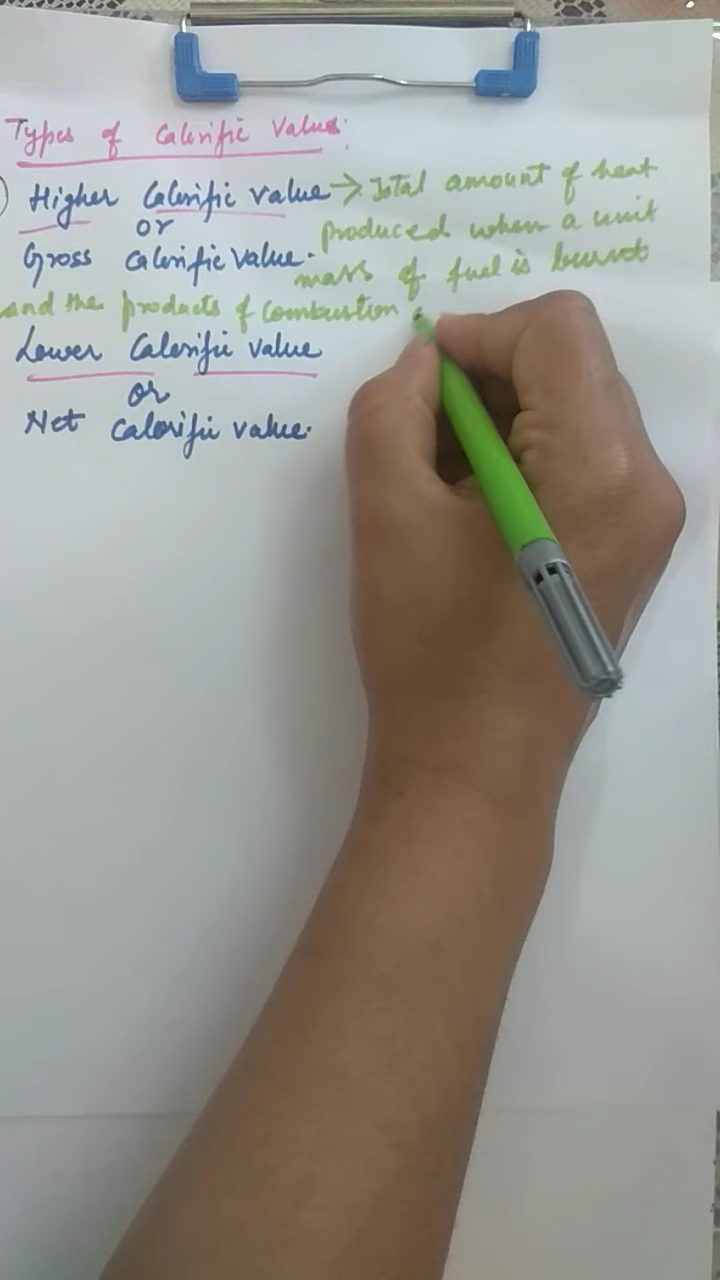 Types of Calorific Values:
Higher Calorific value → Total amount of heat
or
produced when a unit
Gross Calorific value.
mass of fuel is burnt
and the products of Combustion
Lower Calorific value
or
Net Calorific value.